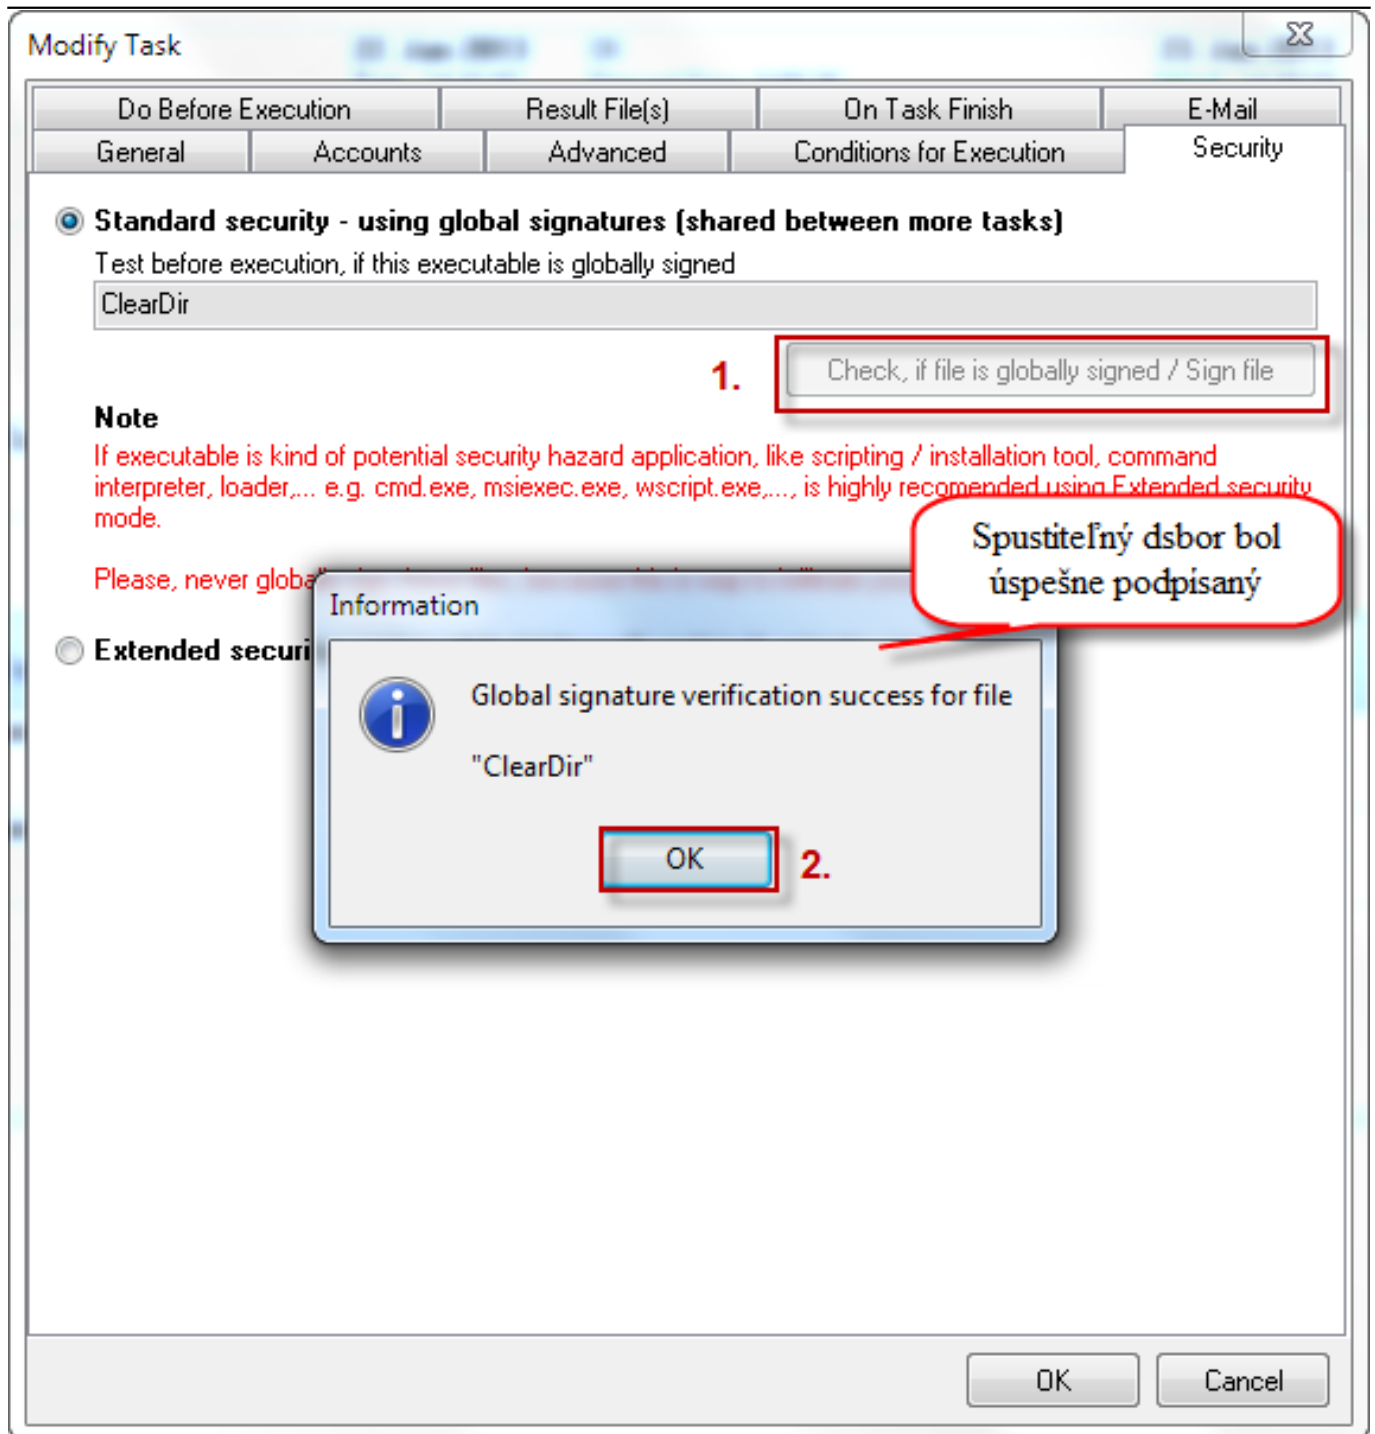 Modify Task
Do Before Execution
Result File(s)
On Task Finish
E-Mail
General
Accounts
Advanced
Conditions for Execution
Security
Standard security - using global signatures (shared between more tasks)
Test before execution, if this executable is globally signed
ClearDir
1.
Check, if file is globally signed / Sign file
Note
If executable is kind of potential security hazard application, like scripting / installation tool, command
interpreter, loader,... e.g. cmd.exe, msiexec.exe, wscript.exe,..., is highly recomended using Extended security
mode.
Spustiteľný dsbor bol
úspešne podpísaný
Please, never
Information
Extended
Global signature verification success for file
"ClearDir"
OK
2.
OK
Cancel